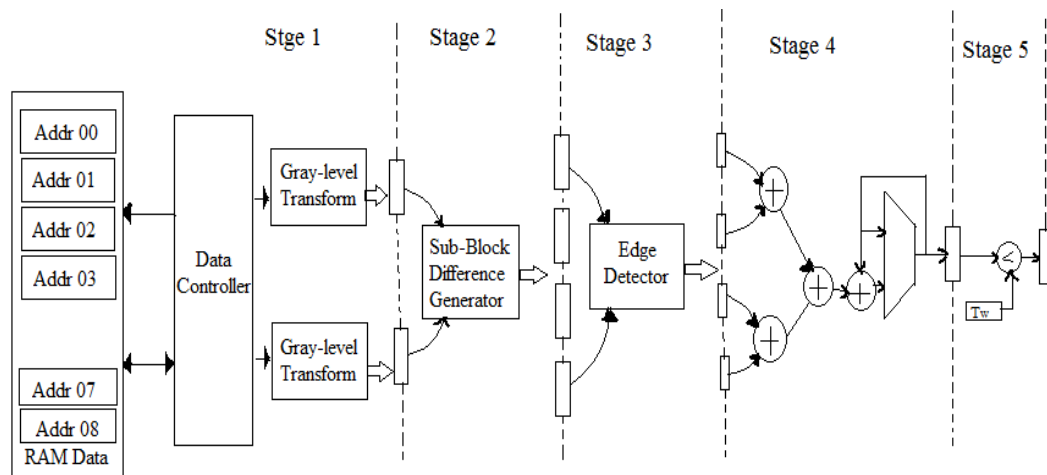 Stge 1
Stage 2
Stage 3
Stage 4
Stage 5
Addr 00
Addr 01
Addr 02
Addr 03
Addr 07
Addr 08
RAM Data
Data
Controller
Gray-level
Transform
Gray-level
Transform
Sub-Block
Difference
Generator
Edge
Detector
+
+
+
+
<
Tw